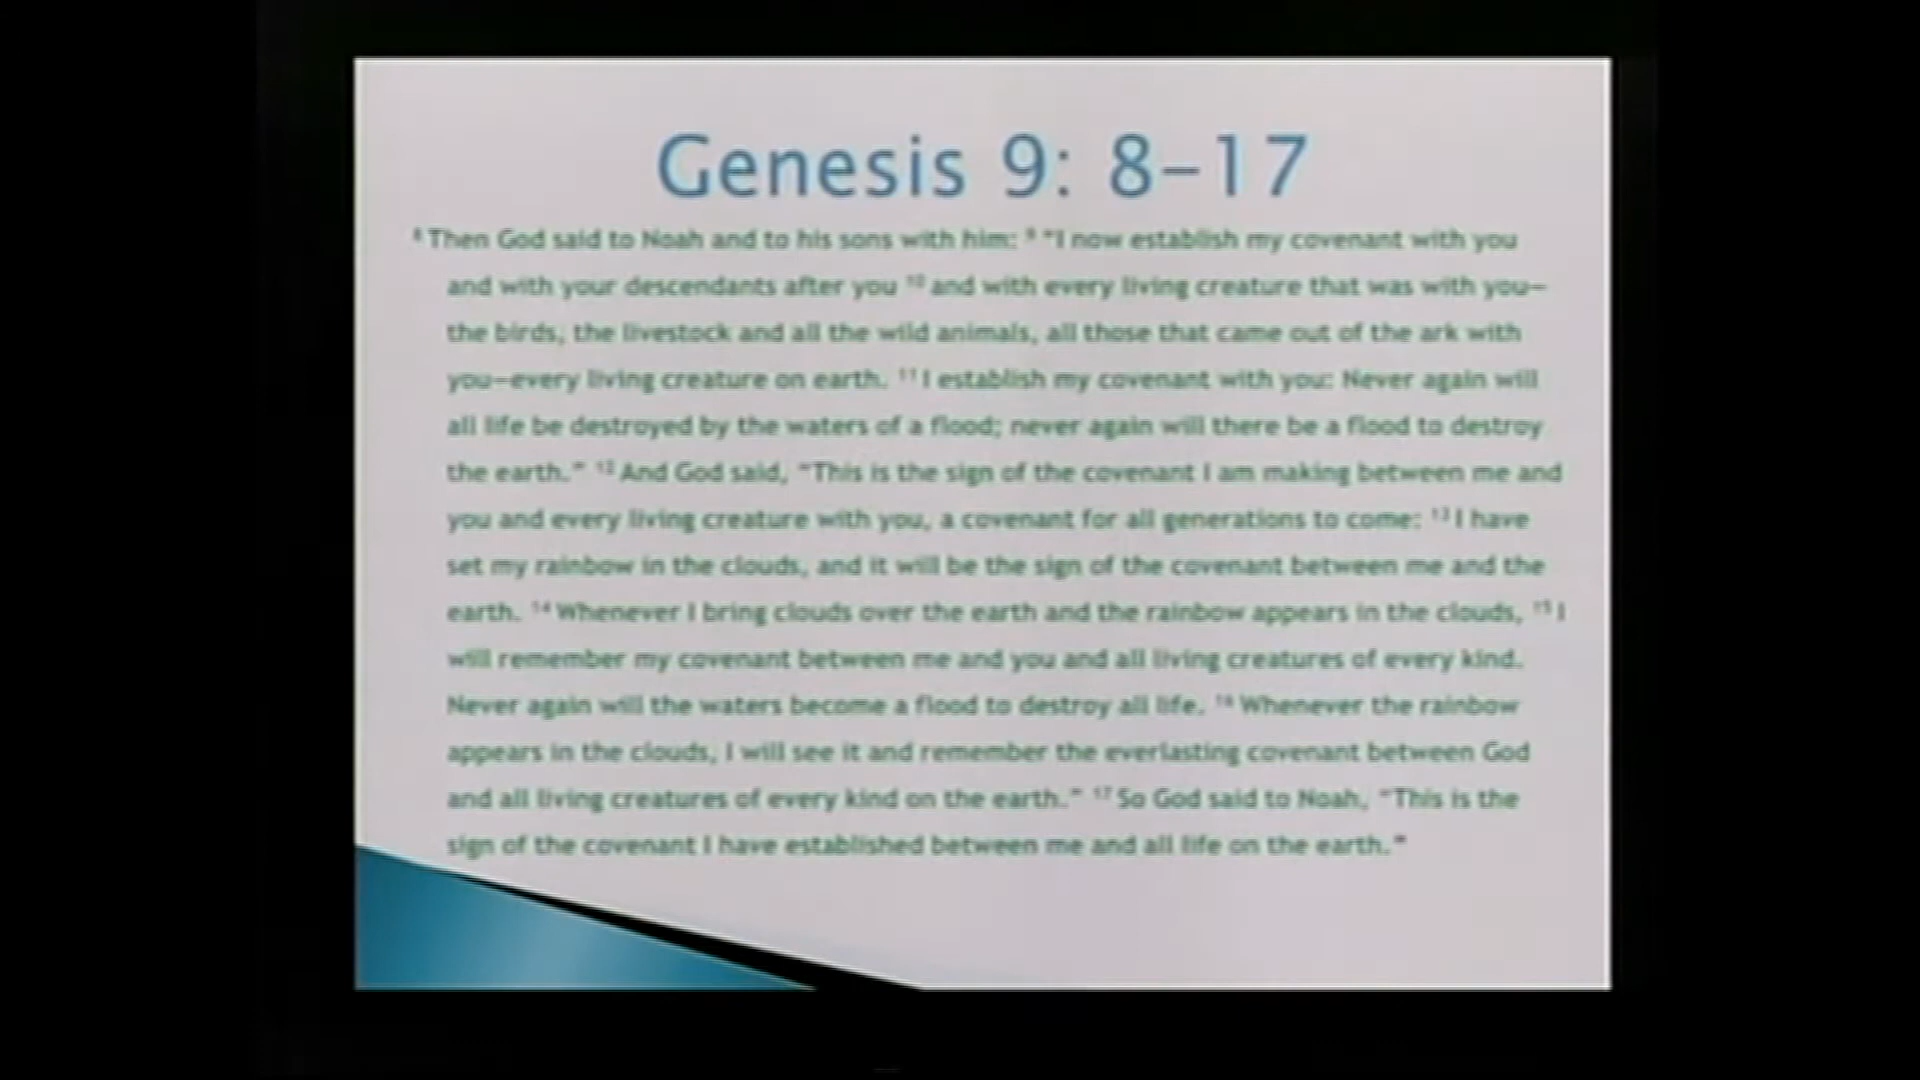 Genesis 9: 8-17
8 Then God said to Noah and to his sons with him: 9 "I now establish my covenant with you
and with your descendants after you 10 and with every living creature that was with you—
the birds, the livestock and all the wild animals, all those that came out of the ark with
you—every living creature on earth. 11 I establish my covenant with you: Never again will
all life be destroyed by the waters of a flood; never again will there be a flood to destroy
the earth." 12 And God said, "This is the sign of the covenant I am making between me and
you and every living creature with you, a covenant for all generations to come: 13 I have
set my rainbow in the clouds, and it will be the sign of the covenant between me and the
earth. 14 Whenever I bring clouds over the earth and the rainbow appears in the clouds, 15 I
will remember my covenant between me and you and all living creatures of every kind.
Never again will the waters become a flood to destroy all life. 16 Whenever the rainbow
appears in the clouds, I will see it and remember the everlasting covenant between God
and all living creatures of every kind on the earth." 17 So God said to Noah, "This is the
sign of the covenant I have established between me and all life on the earth."